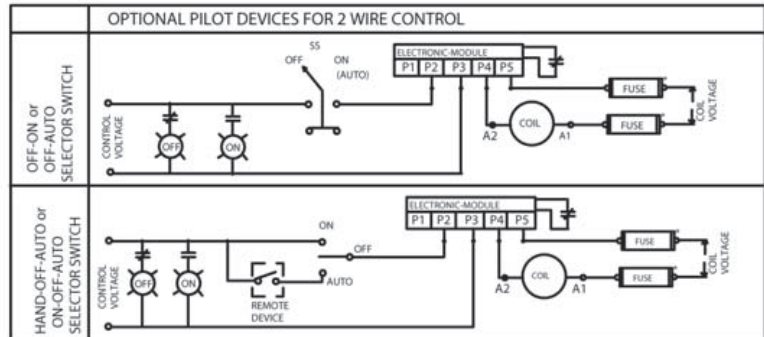 OPTIONAL PILOT DEVICES FOR 2 WIRE CONTROL
OFF-ON or
OFF-AUTO
SELECTOR SWITCH
CONTROL
VOLTAGE
OFF
ON
SS
OFF
ON
(AUTO)
ELECTRONIC-MODULE
P1 P2 P3 P4 P5
A2
COIL
A1
FUSE
FUSE
COIL
VOLTAGE
HAND-OFF-AUTO or
ON-OFF-AUTO
SELECTOR SWITCH
CONTROL
VOLTAGE
OFF
ON
REMOTE
DEVICE
ON
OFF
AUTO
ELECTRONIC-MODULE
P1 P2 P3 P4 P5
A2
COIL
A1
FUSE
FUSE
COIL
VOLTAGE